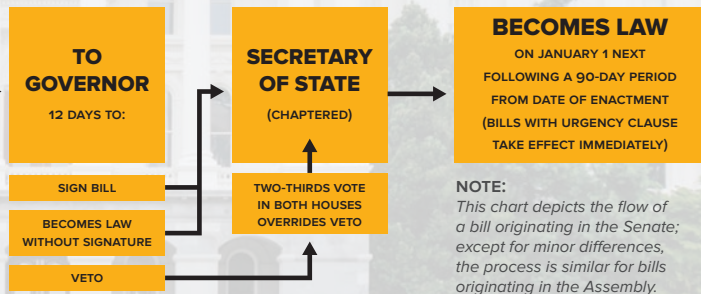 TO
GOVERNOR
12 DAYS TO:
SIGN BILL
BECOMES LAW
WITHOUT SIGNATURE
VETO
SECRETARY
OF STATE
(CHAPTERED)
TWO-THIRDS VOTE
IN BOTH HOUSES
OVERRIDES VETO
BECOMES LAW
ON JANUARY 1 NEXT
FOLLOWING A 90-DAY PERIOD
FROM DATE OF ENACTMENT
(BILLS WITH URGENCY CLAUSE
TAKE EFFECT IMMEDIATELY)
NOTE:
This chart depicts the flow of
a bill originating in the Senate;
except for minor differences,
the process is similar for bills
originating in the Assembly.